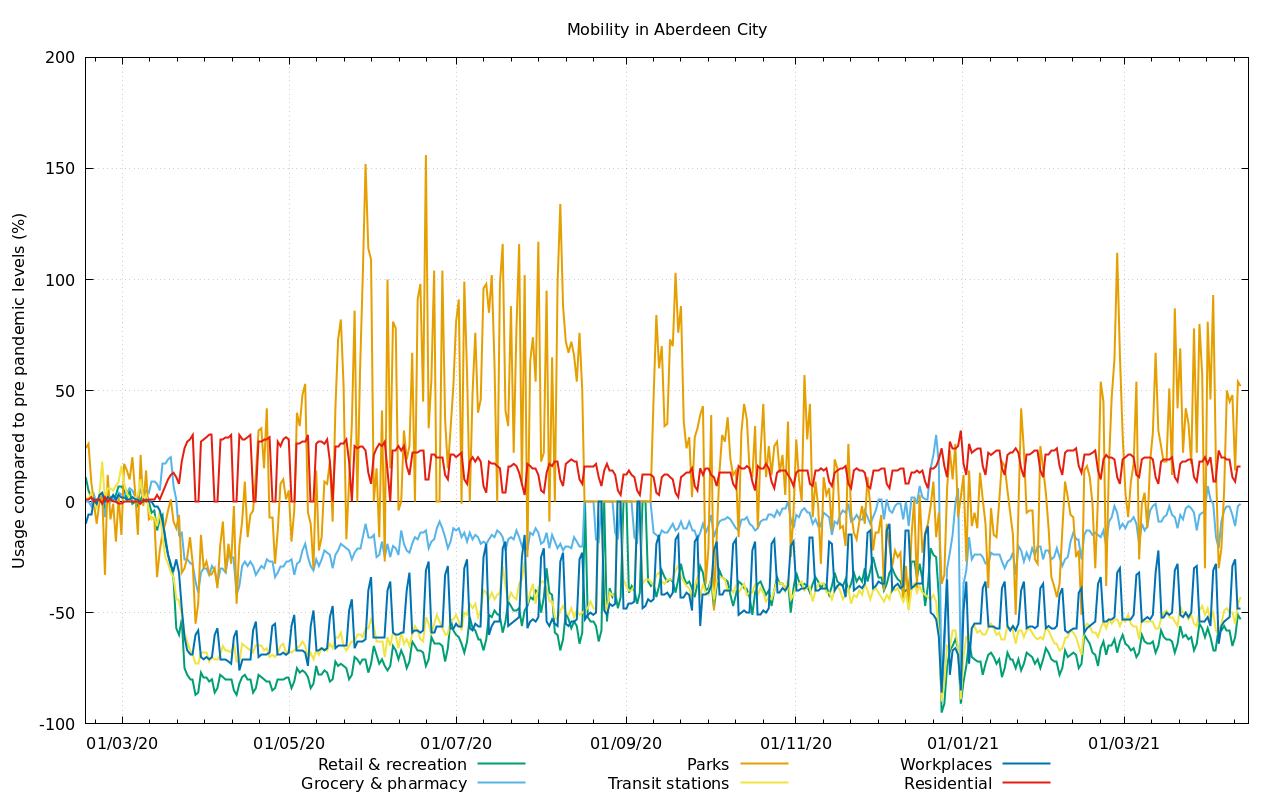 Mobility in Aberdeen City
Usage compared to pre pandemic levels (%)
200
150
100
50
0
-50
-100
01/03/20 01/05/20 01/07/20 01/09/20 01/11/20 01/01/21 01/03/21
Retail & recreation Parks Workplaces
Grocery & pharmacy Transit stations Residential